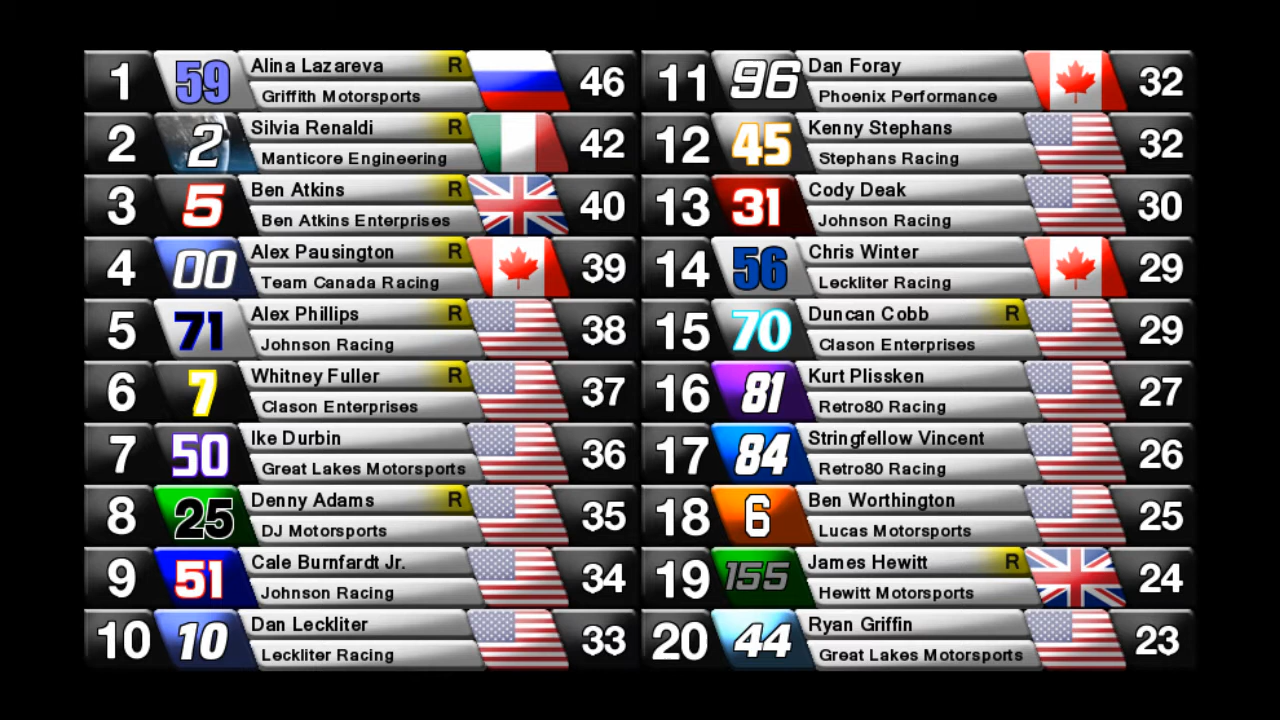 1 59 Alina Lazareva R 46
Griffith Motorsports
2 2 Silvia Renaldi R 42
Manticore Engineering
3 5 Ben Atkins R 40
Ben Atkins Enterprises
4 00 Alex Pausington R 39
Team Canada Racing
5 71 Alex Phillips R 38
Johnson Racing
6 7 Whitney Fuller R 37
Clason Enterprises
7 50 Ike Durbin 36
Great Lakes Motorsports
8 25 Denny Adams R 35
DJ Motorsports
9 51 Cale Burnfardt Jr. 34
Johnson Racing
10 10 Dan Leckliter 33
Leckliter Racing
11 96 Dan Foray 32
Phoenix Performance
12 45 Kenny Stephans 32
Stephans Racing
13 31 Cody Deak 30
Johnson Racing
14 56 Chris Winter 29
Leckliter Racing
15 70 Duncan Cobb R 29
Clason Enterprises
16 81 Kurt Plissken 27
Retro80 Racing
17 84 Stringfellow Vincent 26
Retro80 Racing
18 6 Ben Worthington 25
Lucas Motorsports
19 155 James Hewitt R 24
Hewitt Motorsports
20 44 Ryan Griffin 23
Great Lakes Motorsports